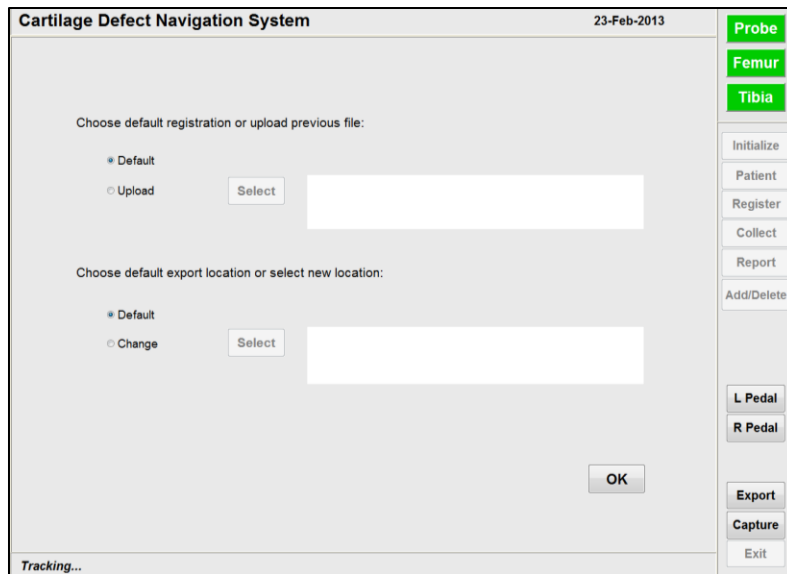 Cartilage Defect Navigation System
23-Feb-2013
Probe
Femur
Tibia
Choose default registration or upload previous file:
Default
Upload
Select
Choose default export location or select new location:
Default
Change
Select
OK
Initialize
Patient
Register
Collect
Report
Add/Delete
L Pedal
R Pedal
Export
Capture
Exit
Tracking...